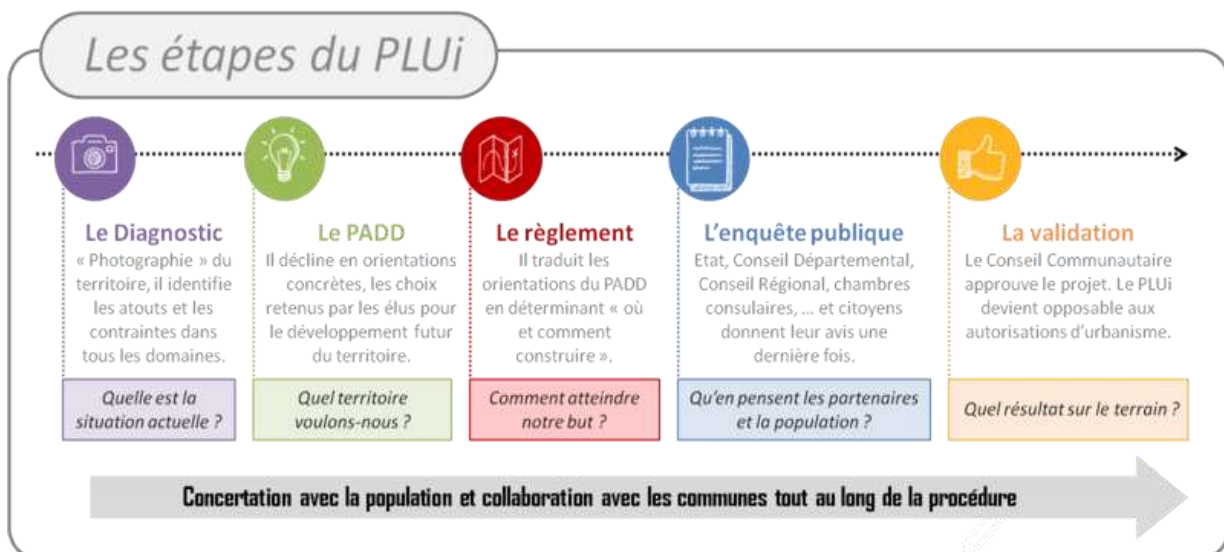 Les étapes du PLUi
Le Diagnostic
« Photographie » du
territoire, il identifie
les atouts et les
contraintes dans
tous les domaines.
Quelle est la
situation actuelle ?
Le PADD
Il décline en orientations
concrètes, les choix
retenus par les élus pour
le développement futur
du territoire.
Quel territoire
voulons-nous ?
Le règlement
Il traduit les
orientations du PADD
en déterminant « où
et comment
construire ».
Comment atteindre
notre but ?
L'enquête publique
Etat, Conseil Départemental,
Conseil Régional, chambres
consulaires, ... et citoyens
donnent leur avis une
dernière fois.
Qu'en pensent les partenaires
et la population ?
La validation
Le Conseil Communautaire
approuve le projet. Le PLUi
devient opposable aux
autorisations d'urbanisme.
Quel résultat sur le terrain ?
Concertation avec la population et collaboration avec les communes tout au long de la procédure